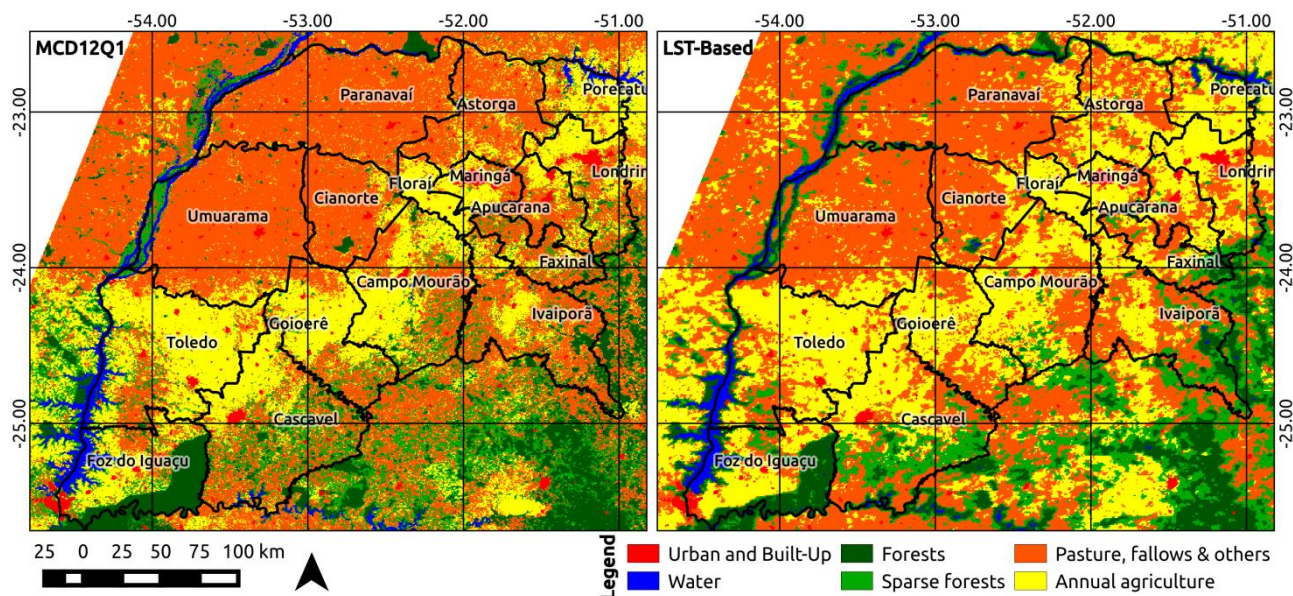 -54.00 -53.00 -52.00 -51.00 -54.00 -53.00 -52.00 -51.00
MCD12Q1 LST-Based
Paranavaí Porecatu Paranavaí Porecatu
Astorga Astorga
-23.00 -23.00
Maringá Londrin Maringá Londrin
Floraí Floraí
Umuarama Cianorte Apucarana Umuarama Cianorte Apucarana
-24.00 Faxinal -24.00 Faxinal
Campo Mourão Campo Mourão
Goioerê Ivaiporã Goioerê Ivaiporã
Toledo Toledo
Cascavel Cascavel
-25.00 -25.00
Foz do Iguaçu Foz do Iguaçu
25 0 25 50 75 100 km
Legend
Urban and Built-Up Forests Pasture, fallows & others
Water Sparse forests Annual agriculture